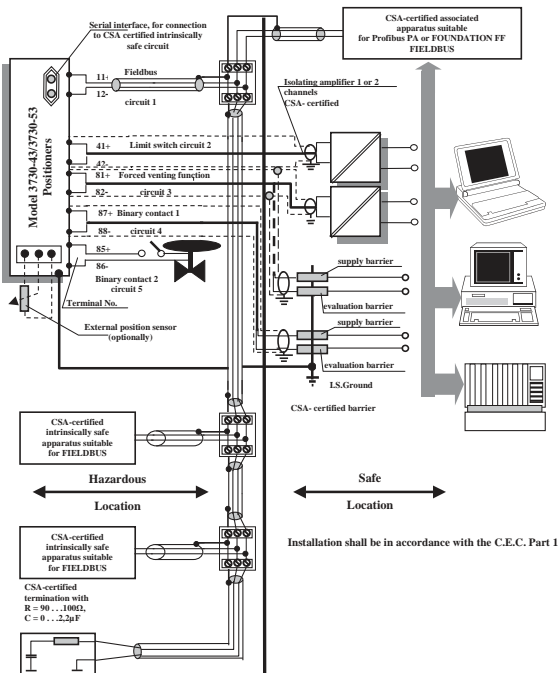 Serial interface, for connection
to CSA certified intrinsically
safe circuit
CSA-certified associated
apparatus suitable
for Profibus PA or FOUNDATION FF
FIELDBUS
Model 3730-43/3730-53
Positioners
11+
Fieldbus
12-
circuit 1
Isolating amplifier 1 or 2
channels
CSA- certified
41+
Limit switch circuit 2
42-
81+
Forced venting function
82-
circuit 3
87+
Binary contact 1
88-
circuit 4
85+
86-
Binary contact 2
circuit 5
Terminal No.
External position sensor
(optionally)
supply barrier
evaluation barrier
supply barrier
evaluation barrier
I.S.Ground
CSA- certified barrier
CSA-certified
intrinsically safe
apparatus suitable
for FIELDBUS
Hazardous
Location
Safe
Location
Installation shall be in accordance with the C.E.C. Part 1
CSA-certified
intrinsically safe
apparatus suitable
for FIELDBUS
CSA-certified
termination with
R = 90 . . .100Ω,
C = 0 . . .2,2µF